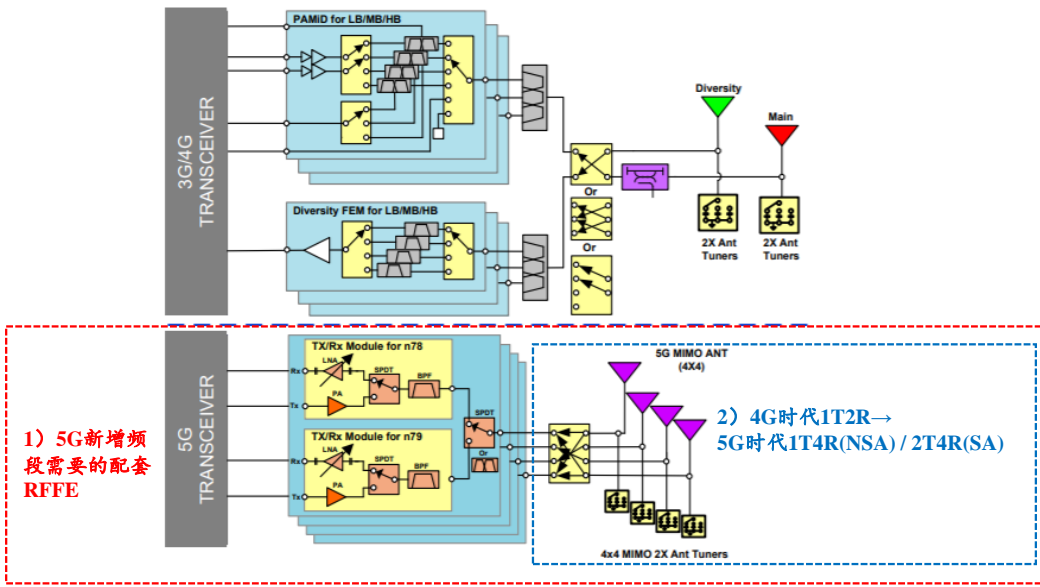 PAMiD for LB/MB/HB
3G/4G
TRANSCEIVER
Diversity
Main
Or
Or
2X Ant
Tuners
2X Ant
Tuners
Diversity FEM for LB/MB/HB
1）5G新增频
段需要的配套
RFFE
5G
TRANSCEIVER
TX/Rx Module for n78
Rx
LNA
SPDT
BPF
Tx
PA
TX/Rx Module for n79
Rx
LNA
SPDT
BPF
Tx
PA
SPDT
Or
5G MIMO ANT
(4X4)
2）4G时代1T2R→
5G时代1T4R(NSA) / 2T4R(SA)
4x4 MIMO 2X Ant Tuners